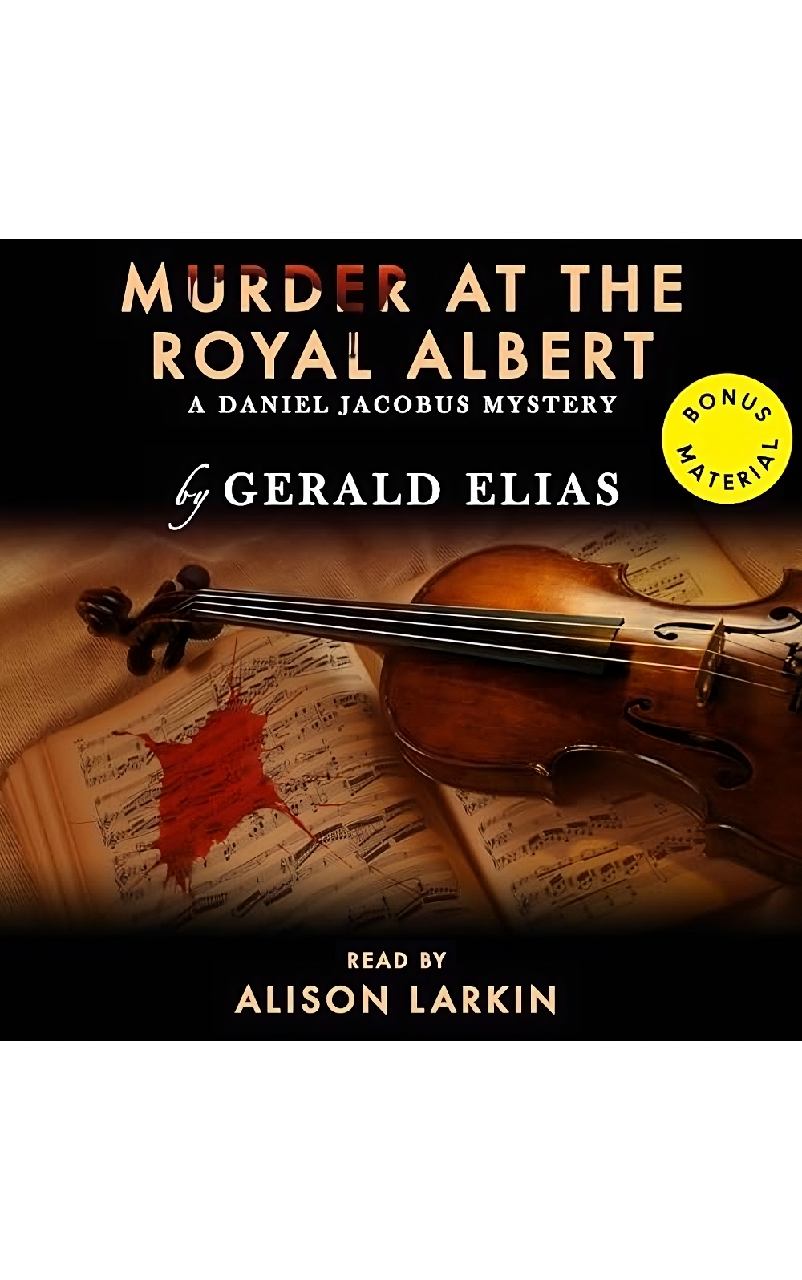 MURDER AT THE
ROYAL ALBERT
A DANIEL JACOBUS MYSTERY
BONUS
MATERIAL
by GERALD ELIAS
READ BY
ALISON LARKIN